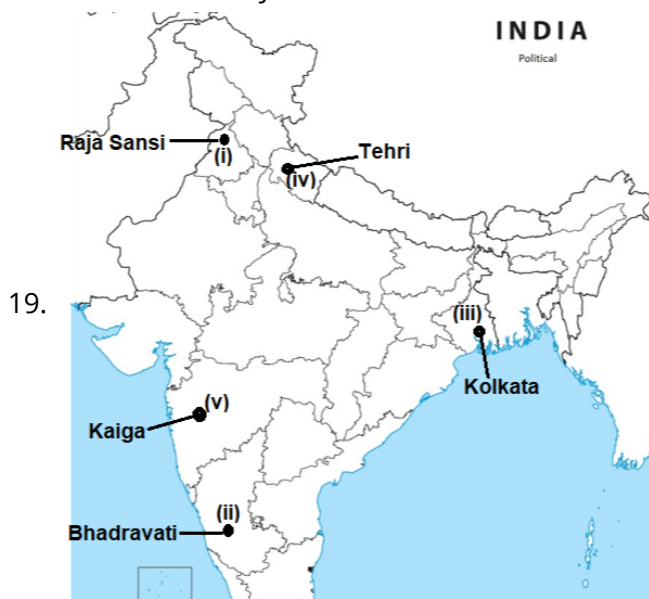 INDIA
Political
Raja Sansi
(i)
Tehri
(iv)
19.
(iii)
Kolkata
(v)
Kaiga
(ii)
Bhadravati